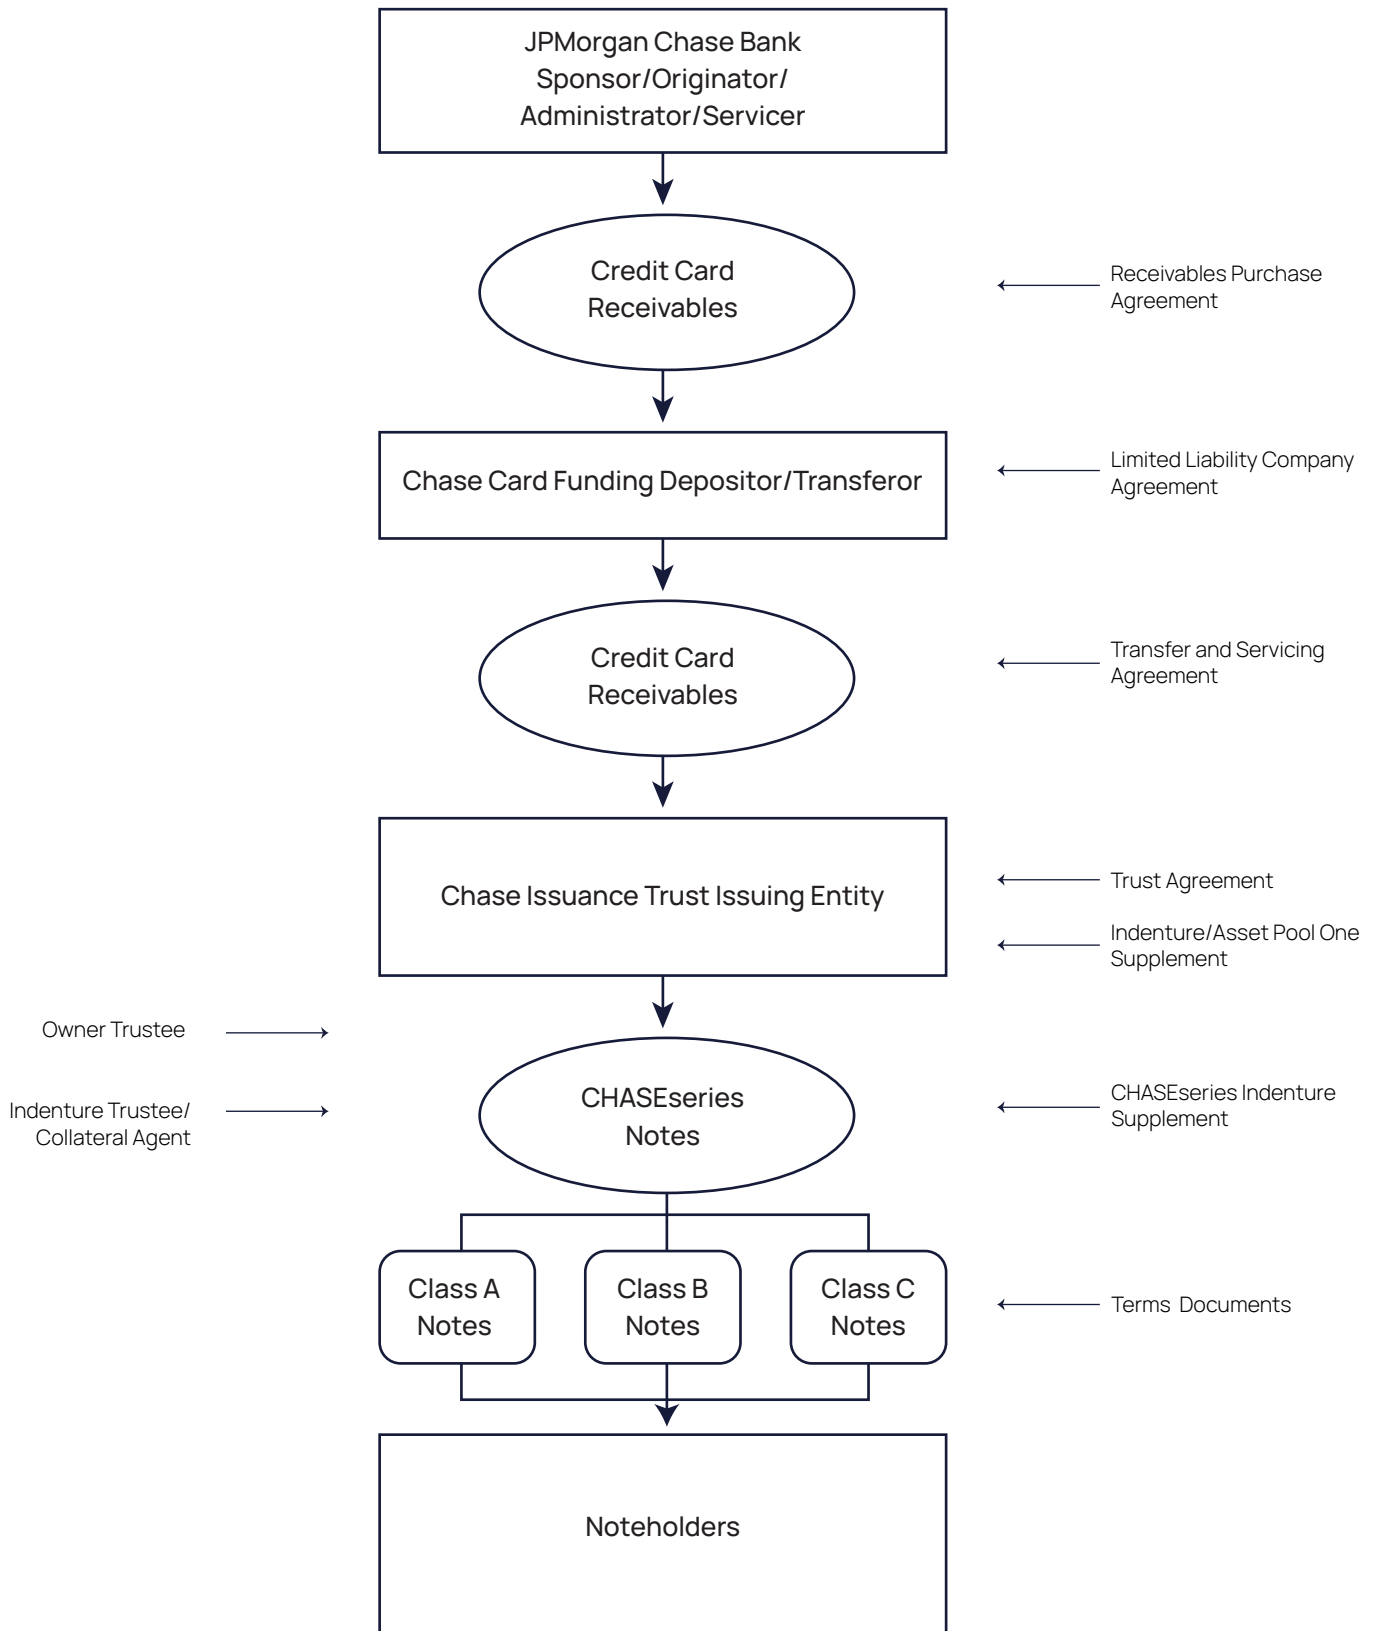 JPMorgan Chase Bank
Sponsor/Originator/
Administrator/Servicer
Credit Card
Receivables
Receivables Purchase
Agreement
Chase Card Funding Depositor/Transferor
Limited Liability Company
Agreement
Credit Card
Receivables
Transfer and Servicing
Agreement
Chase Issuance Trust Issuing Entity
Trust Agreement
Indenture/Asset Pool One
Supplement
Owner Trustee
Indenture Trustee/
Collateral Agent
CHASEseries
Notes
CHASEseries Indenture
Supplement
Class A
Notes
Class B
Notes
Class C
Notes
Terms Documents
Noteholders